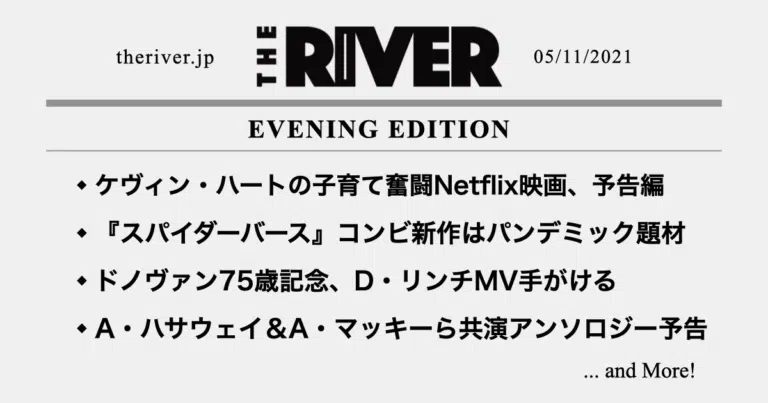 theriver.jp
THE RIVER
05/11/2021
EVENING EDITION
◆ ケヴィン・ハートの子育て奮闘Netflix映画、予告編
◆ 『スパイダーバース』コンビ新作はパンデミック題材
◆ ドノヴァン75歳記念、D・リンチMV手がける
◆ A・ハサウェイ&A・マッキーら共演アンソロジー予告
... and More!